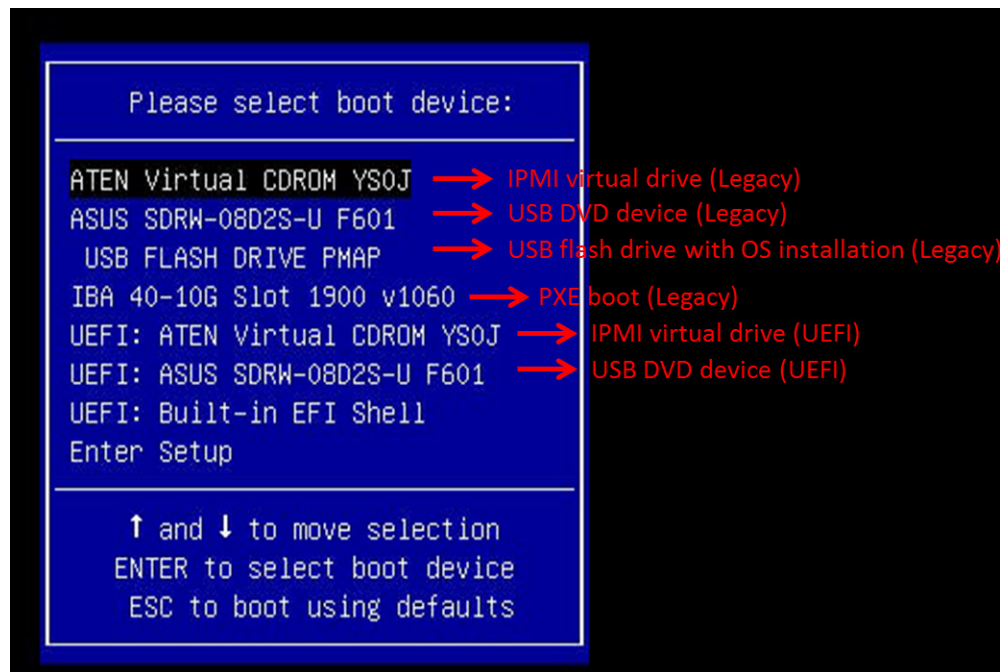 Please select boot device:
ATEN Virtual CDROM YS0J → IPMI virtual drive (Legacy)
ASUS SDRW-08D2S-U F601 → USB DVD device (Legacy)
USB FLASH DRIVE PMAP → USB flash drive with OS installation (Legacy)
IBA 40-10G Slot 1900 v1060 → PXE boot (Legacy)
UEFI: ATEN Virtual CDROM YS0J → IPMI virtual drive (UEFI)
UEFI: ASUS SDRW-08D2S-U F601 → USB DVD device (UEFI)
UEFI: Built-in EFI Shell
Enter Setup
↑ and ↓ to move selection
ENTER to select boot device
ESC to boot using defaults